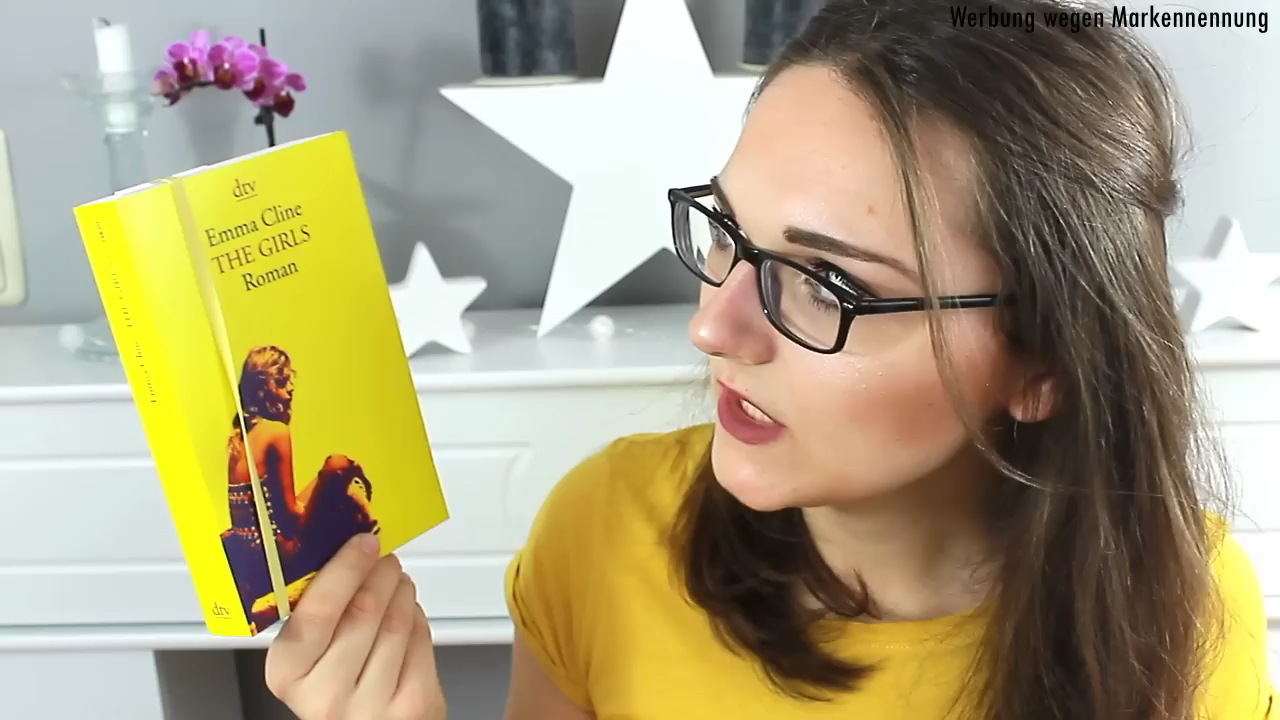 Werbung wegen Markennennung
dtv
Emma Cline
THE GIRLS
Roman
dtv